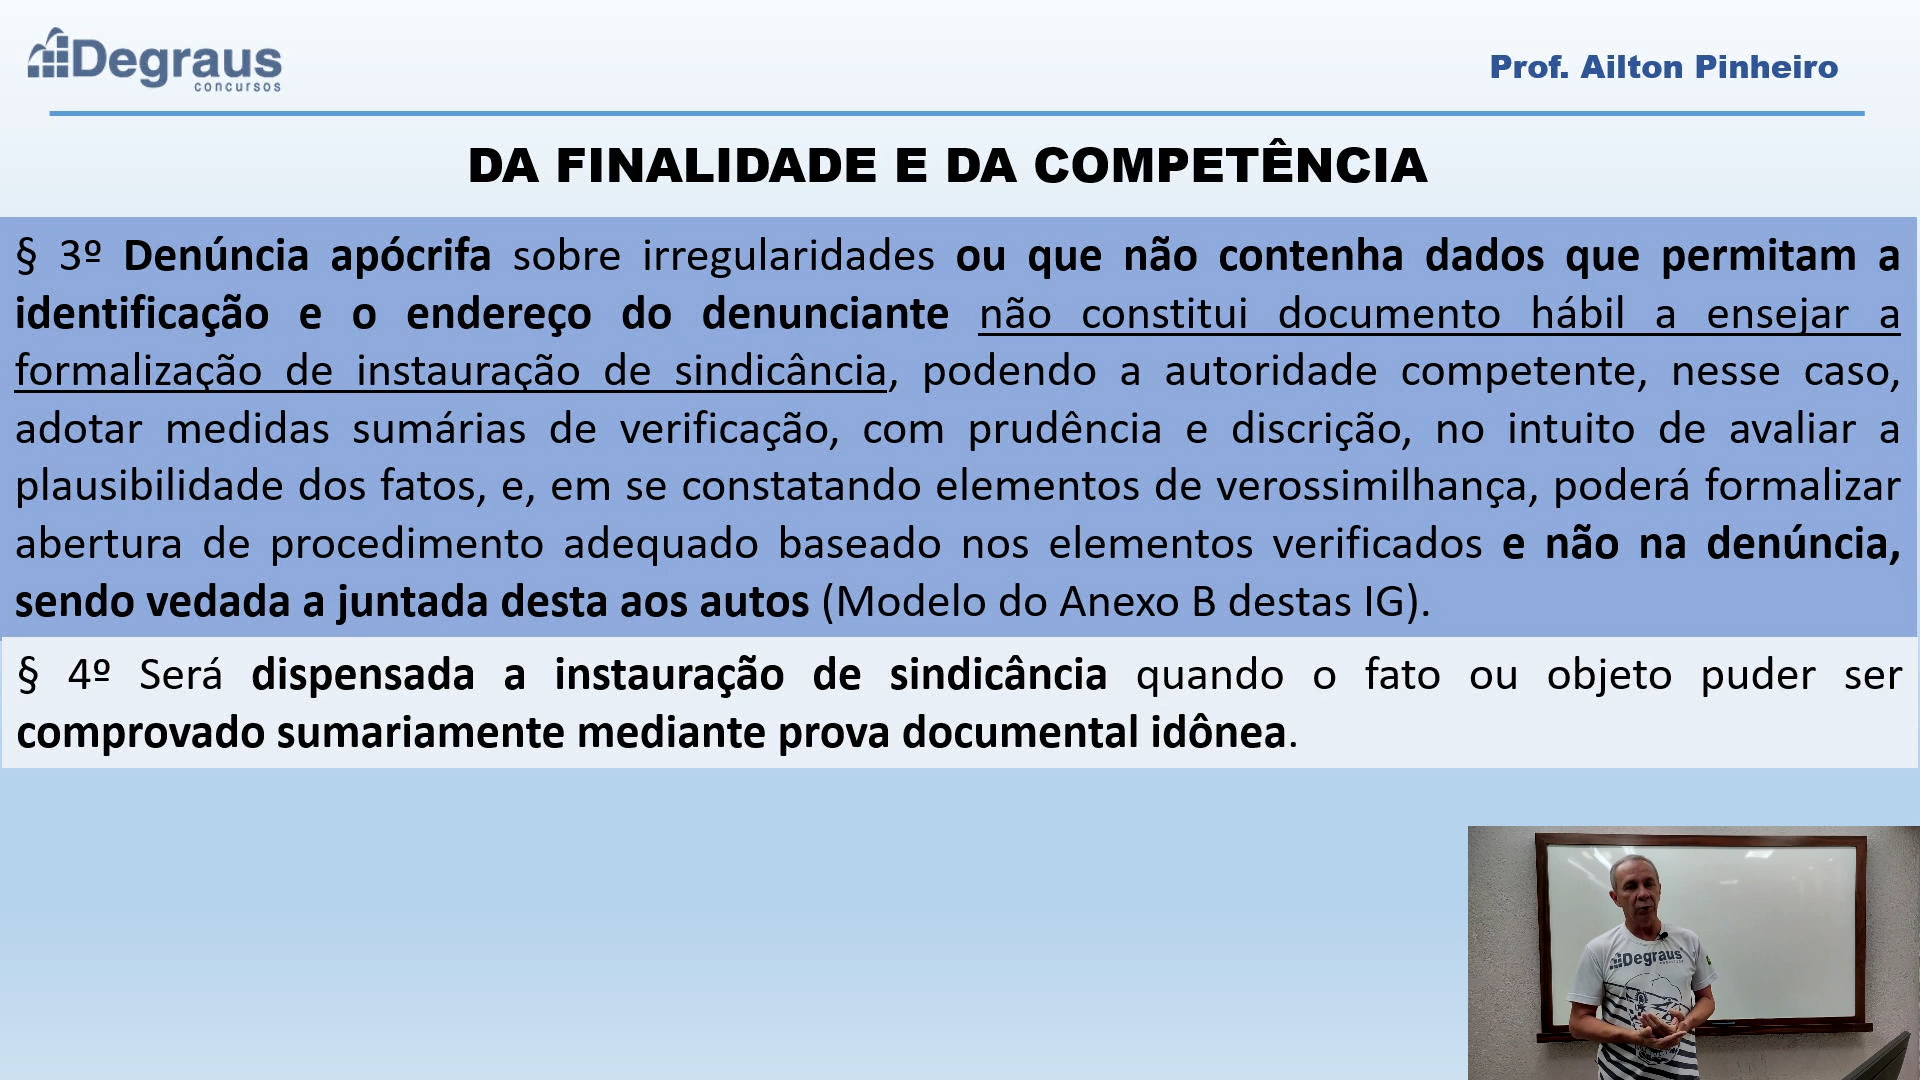 Degraus
concursos
Prof. Ailton Pinheiro
DA FINALIDADE E DA COMPETÊNCIA
§ 3º Denúncia apócrifa sobre irregularidades ou que não contenha dados que permitam a
identificação e o endereço do denunciante não constitui documento hábil a ensejar a
formalização de instauração de sindicância, podendo a autoridade competente, nesse caso,
adotar medidas sumárias de verificação, com prudência e discrição, no intuito de avaliar a
plausibilidade dos fatos, e, em se constatando elementos de verossimilhança, poderá formalizar
abertura de procedimento adequado baseado nos elementos verificados e não na denúncia,
sendo vedada a juntada desta aos autos (Modelo do Anexo B destas IG).
§ 4º Será dispensada a instauração de sindicância quando o fato ou objeto puder ser
comprovado sumariamente mediante prova documental idônea.
Degraus